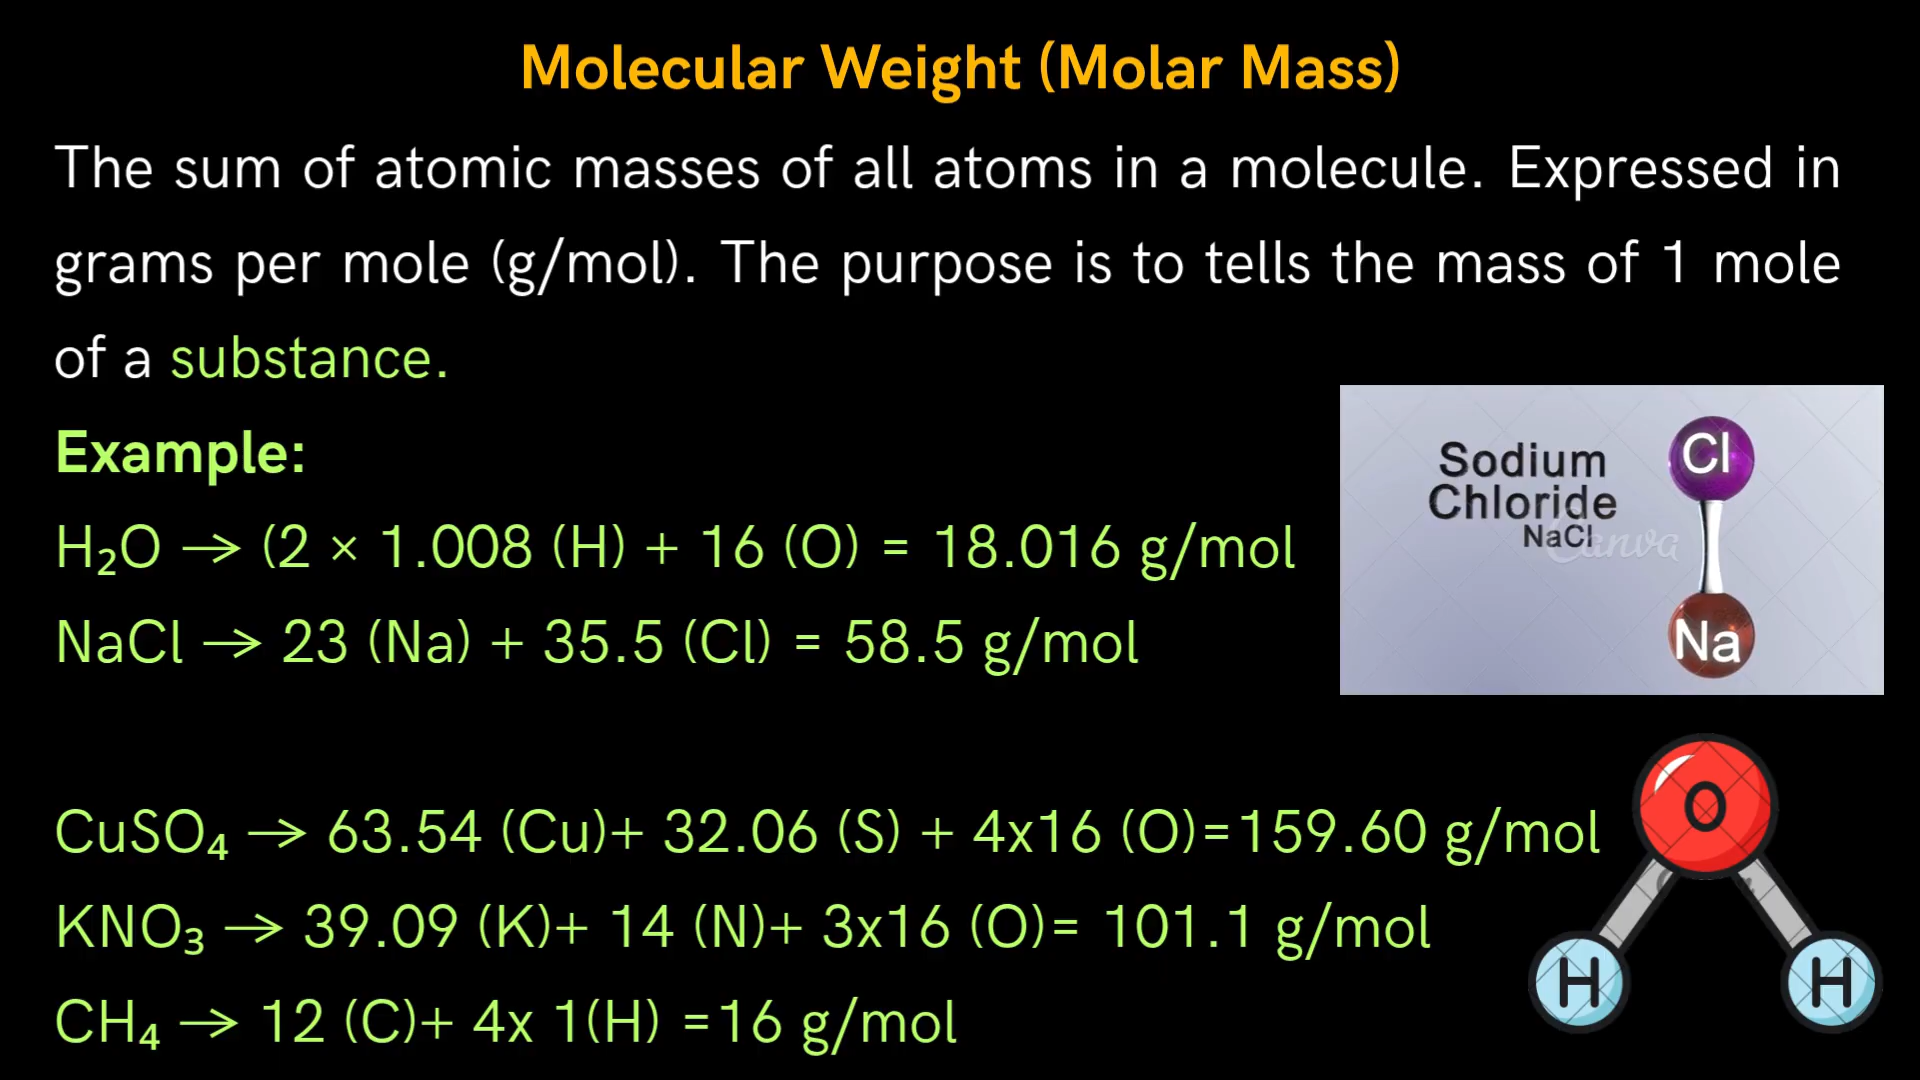 Molecular Weight (Molar Mass)
The sum of atomic masses of all atoms in a molecule. Expressed in
grams per mole (g/mol). The purpose is to tells the mass of 1 mole
of a substance.
Example:
H₂O → (2 × 1.008 (H) + 16 (O) = 18.016 g/mol
NaCl → 23 (Na) + 35.5 (Cl) = 58.5 g/mol
Sodium
Chloride
NaCl
Canva
Cl
Na
CuSO₄ → 63.54 (Cu)+ 32.06 (S) + 4x16 (O)=159.60 g/mol
KNO₃ → 39.09 (K)+ 14 (N)+ 3x16 (O)= 101.1 g/mol
CH₄ → 12 (C)+ 4x 1(H) =16 g/mol
O
H H